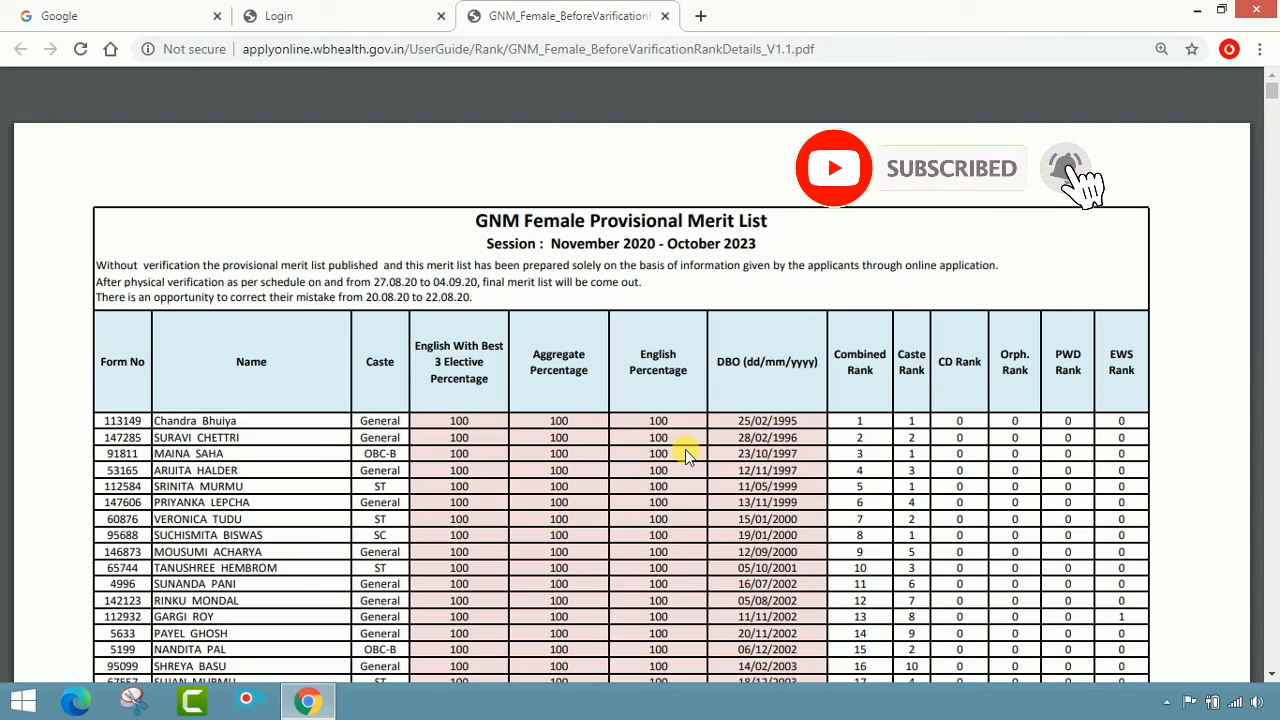 Google
Login
GNM_Female_BeforeVarification
Not secure applyonline.wbhealth.gov.in/UserGuide/Rank/GNM_Female_BeforeVarificationRankDetails_V1.1.pdf
SUBSCRIBED
GNM Female Provisional Merit List
Session : November 2020 - October 2023
Without verification the provisional merit list published and this merit list has been prepared solely on the basis of information given by the applicants through online application.
After physical verification as per schedule on and from 27.08.20 to 04.09.20, final merit list will be come out.
There is an opportunity to correct their mistake from 20.08.20 to 22.08.20.
Form No Name Caste English With Best 3 Elective Percentage Aggregate Percentage English Percentage DBO (dd/mm/yyyy) Combined Rank Caste Rank CD Rank Orph. Rank PWD Rank EWS Rank
113149 Chandra Bhuiya General 100 100 100 25/02/1995 1 1 0 0 0 0
147285 SURAVI CHETTRI General 100 100 100 28/02/1996 2 2 0 0 0 0
91811 MAINA SAHA OBC-B 100 100 100 23/10/1997 3 1 0 0 0 0
53165 ARIJITA HALDER General 100 100 100 12/11/1997 4 3 0 0 0 0
112584 SRINITA MURMU ST 100 100 100 11/05/1999 5 1 0 0 0 0
147606 PRIYANKA LEPCHA General 100 100 100 13/11/1999 6 4 0 0 0 0
60876 VERONICA TUDU ST 100 100 100 15/01/2000 7 2 0 0 0 0
95688 SUCHISMITA BISWAS SC 100 100 100 19/01/2000 8 1 0 0 0 0
146873 MOUSUMI ACHARYA General 100 100 100 12/09/2000 9 5 0 0 0 0
65744 TANUSHREE HEMBROM ST 100 100 100 05/10/2001 10 3 0 0 0 0
4996 SUNANDA PANI General 100 100 100 16/07/2002 11 6 0 0 0 0
142123 RINKU MONDAL General 100 100 100 05/08/2002 12 7 0 0 0 0
112932 GARGI ROY General 100 100 100 11/11/2002 13 8 0 0 0 1
5633 PAYEL GHOSH General 100 100 100 20/11/2002 14 9 0 0 0 0
5199 NANDITA PAL OBC-B 100 100 100 06/12/2002 15 2 0 0 0 0
95099 SHREYA BASU General 100 100 100 14/02/2003 16 10 0 0 0 0